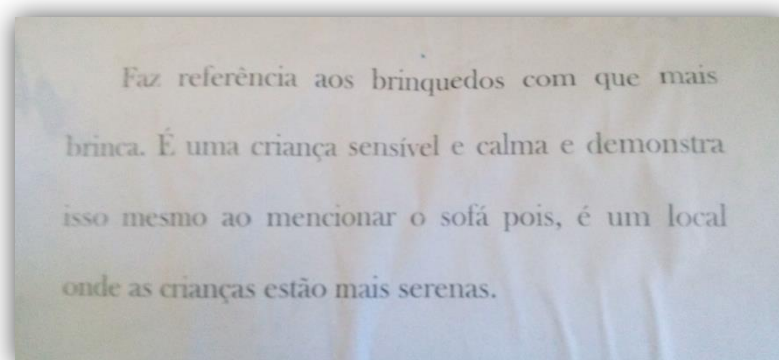 Faz referência aos brinquedos com que mais
brinca. É uma criança sensível e calma e demonstra
isso mesmo ao mencionar o sofá pois, é um local
onde as crianças estão mais serenas.